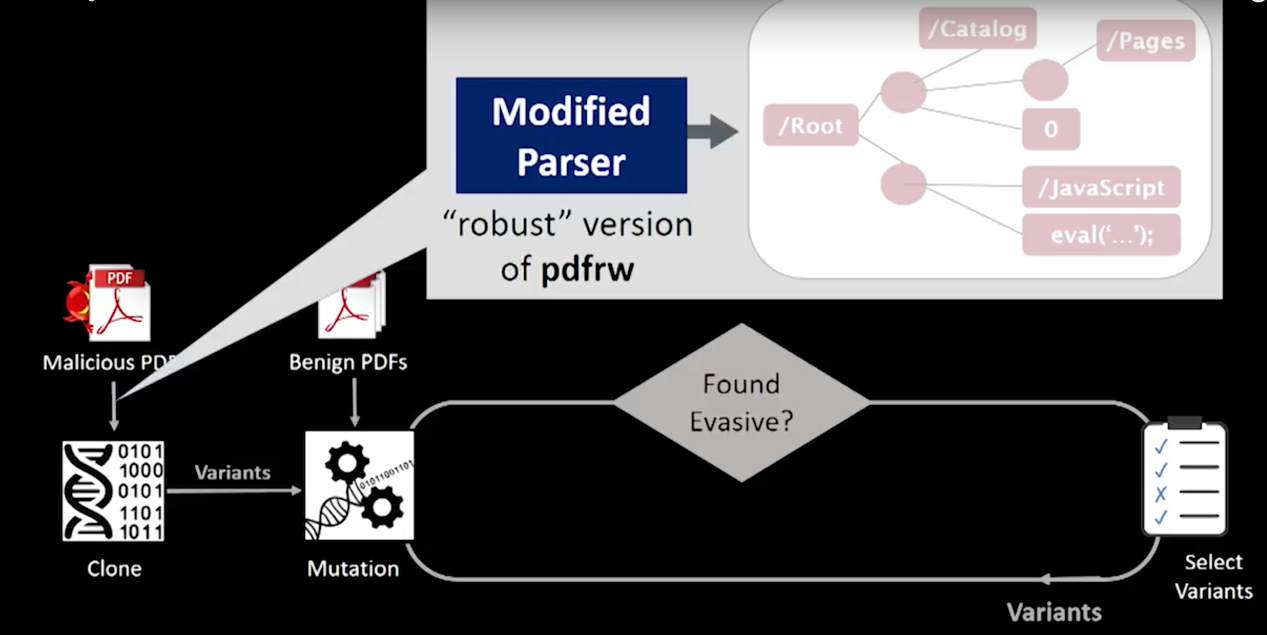 /Catalog
/Pages
Modified
Parser
/Root
0
/JavaScript
eval('...');
"robust" version
of pdfrw
PDF
Malicious PDF
Benign PDFs
Found
Evasive?
0101
1000
0101
1101
1011
Variants
01011001101
Clone
Mutation
Select
Variants
Variants